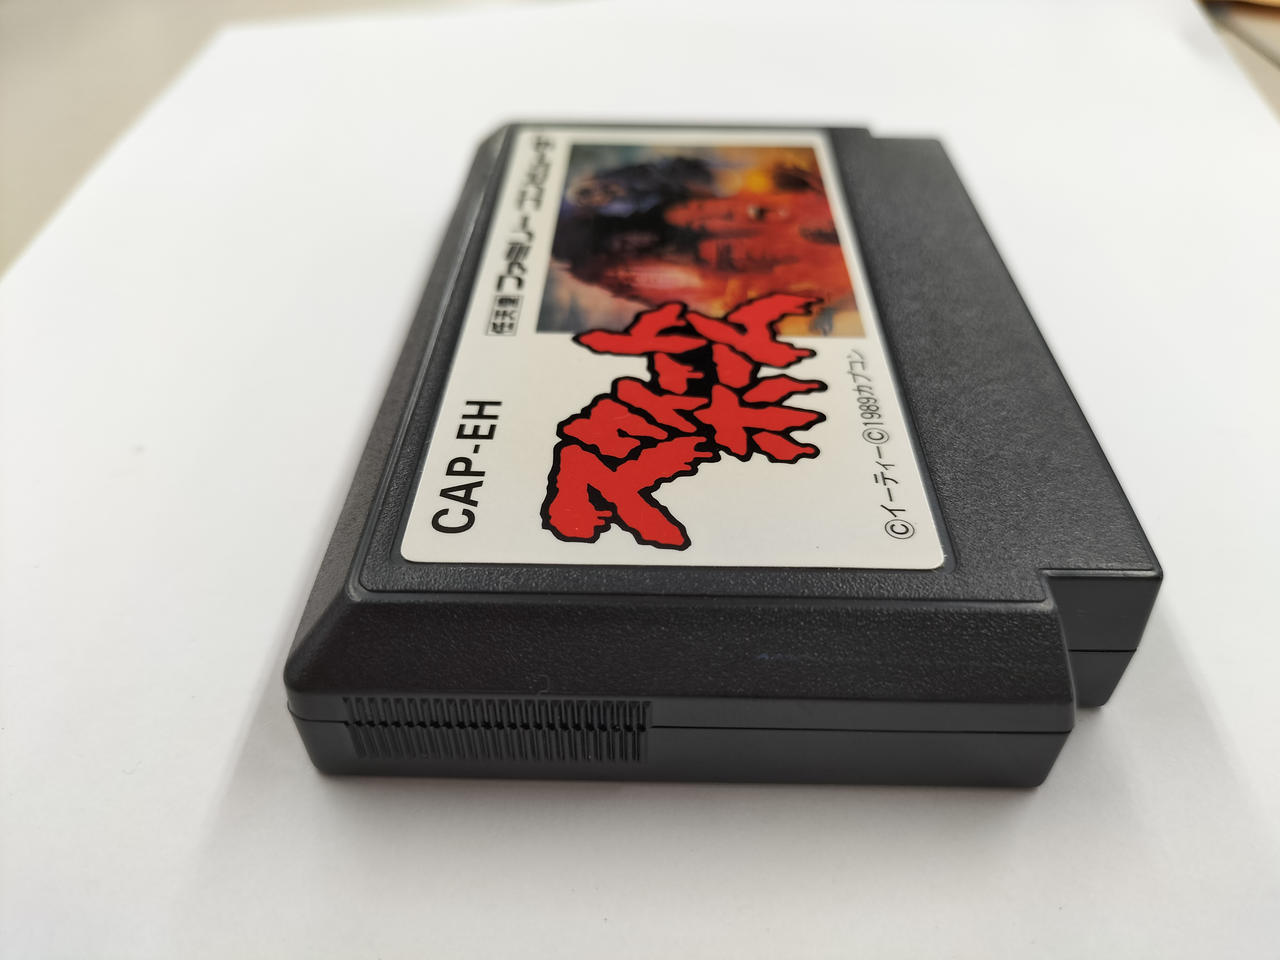 任天堂 ファミリーコンピュータ
CAP-EH
スウィート
ホーム
©イーティー©1989カプコン